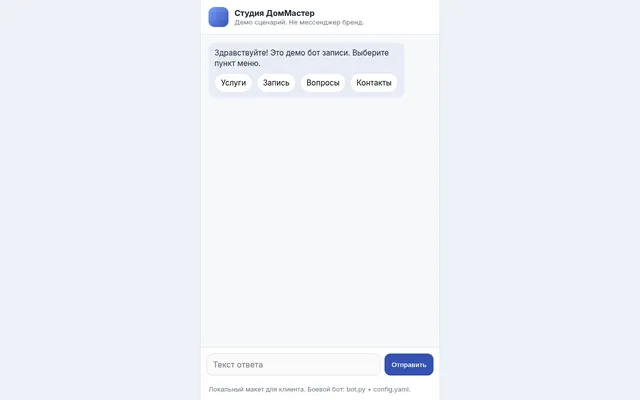 Студия ДомМастер
Демо сценарий. Не мессенджер бренд.
Здравствуйте! Это демо бот записи. Выберите
пункт меню.
Услуги
Запись
Вопросы
Контакты
Текст ответа
Отправить
Локальный макет для клиента. Боевой бот: bot.py + config.yaml.